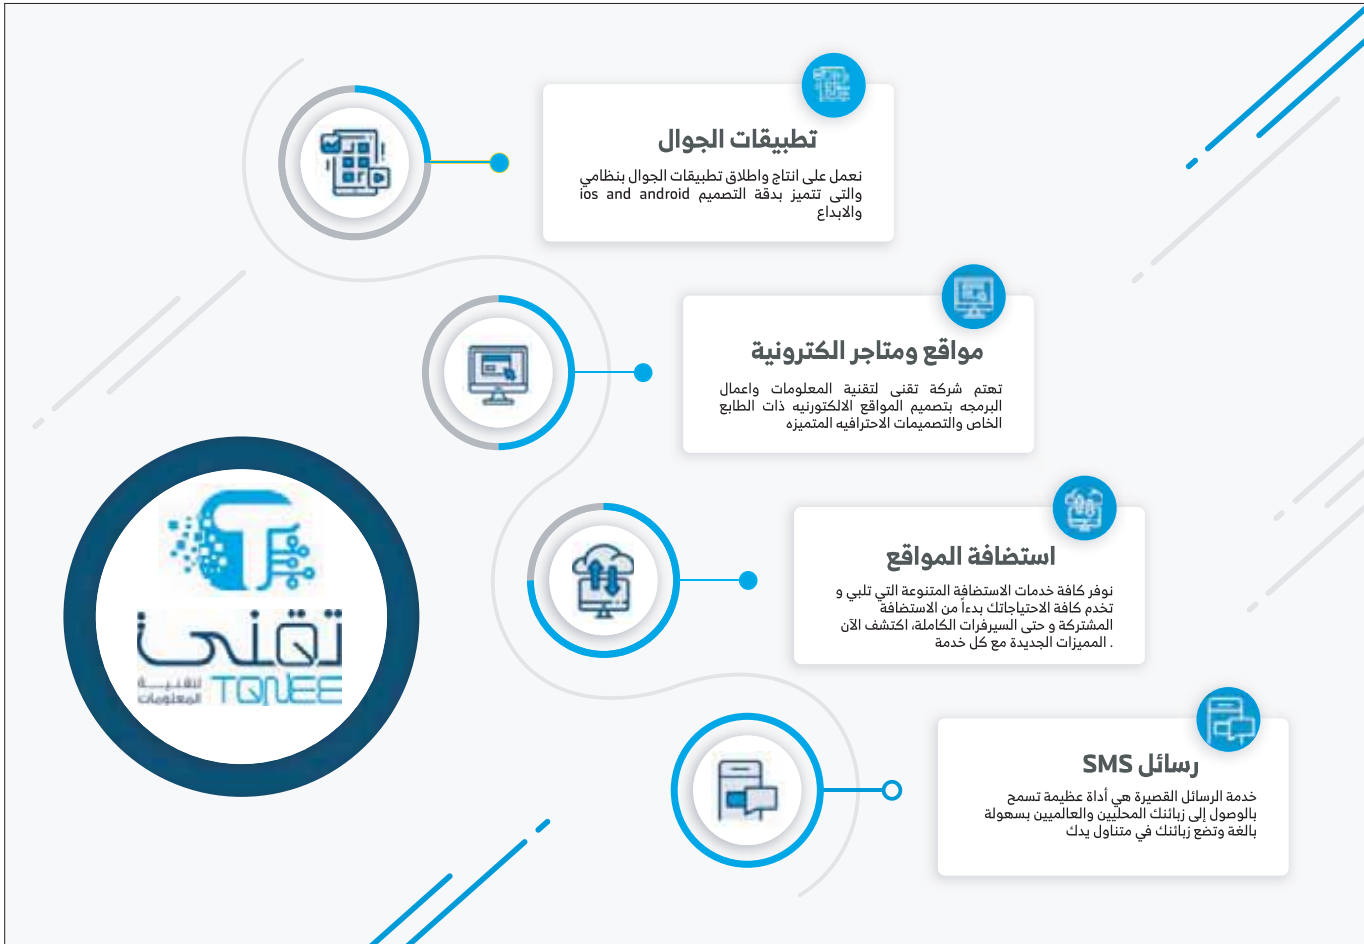 تطبيقات الجوال
نعمل على انتاج واطلاق تطبيقات الجوال بنظامي
ios and android والتى تتميز بدقة التصميم
والابداع
مواقع ومتاجر الكترونية
تهتم شركة تقنى لتقنية المعلومات واعمال
البرمجه بتصميم المواقع الالكتورنيه ذات الطابع
الخاص والتصميمات الاحترافيه المتميزه
استضافة المواقع
نوفر كافة خدمات الاستضافة المتنوعة التي تلبي و
تخدم كافة الاحتياجاتك بدءاً من الاستضافة
المشتركة و حتى السيرفرات الكاملة، اكتشف الآن
. المميزات الجديدة مع كل خدمة
رسائل SMS
خدمة الرسائل القصيرة هي أداة عظيمة تسمح
بالوصول إلى زبائنك المحليين والعالميين بسهولة
بالغة وتضع زبائنك في متناول يدك
تقنى
TQNEE
لتقنية
المعلومات